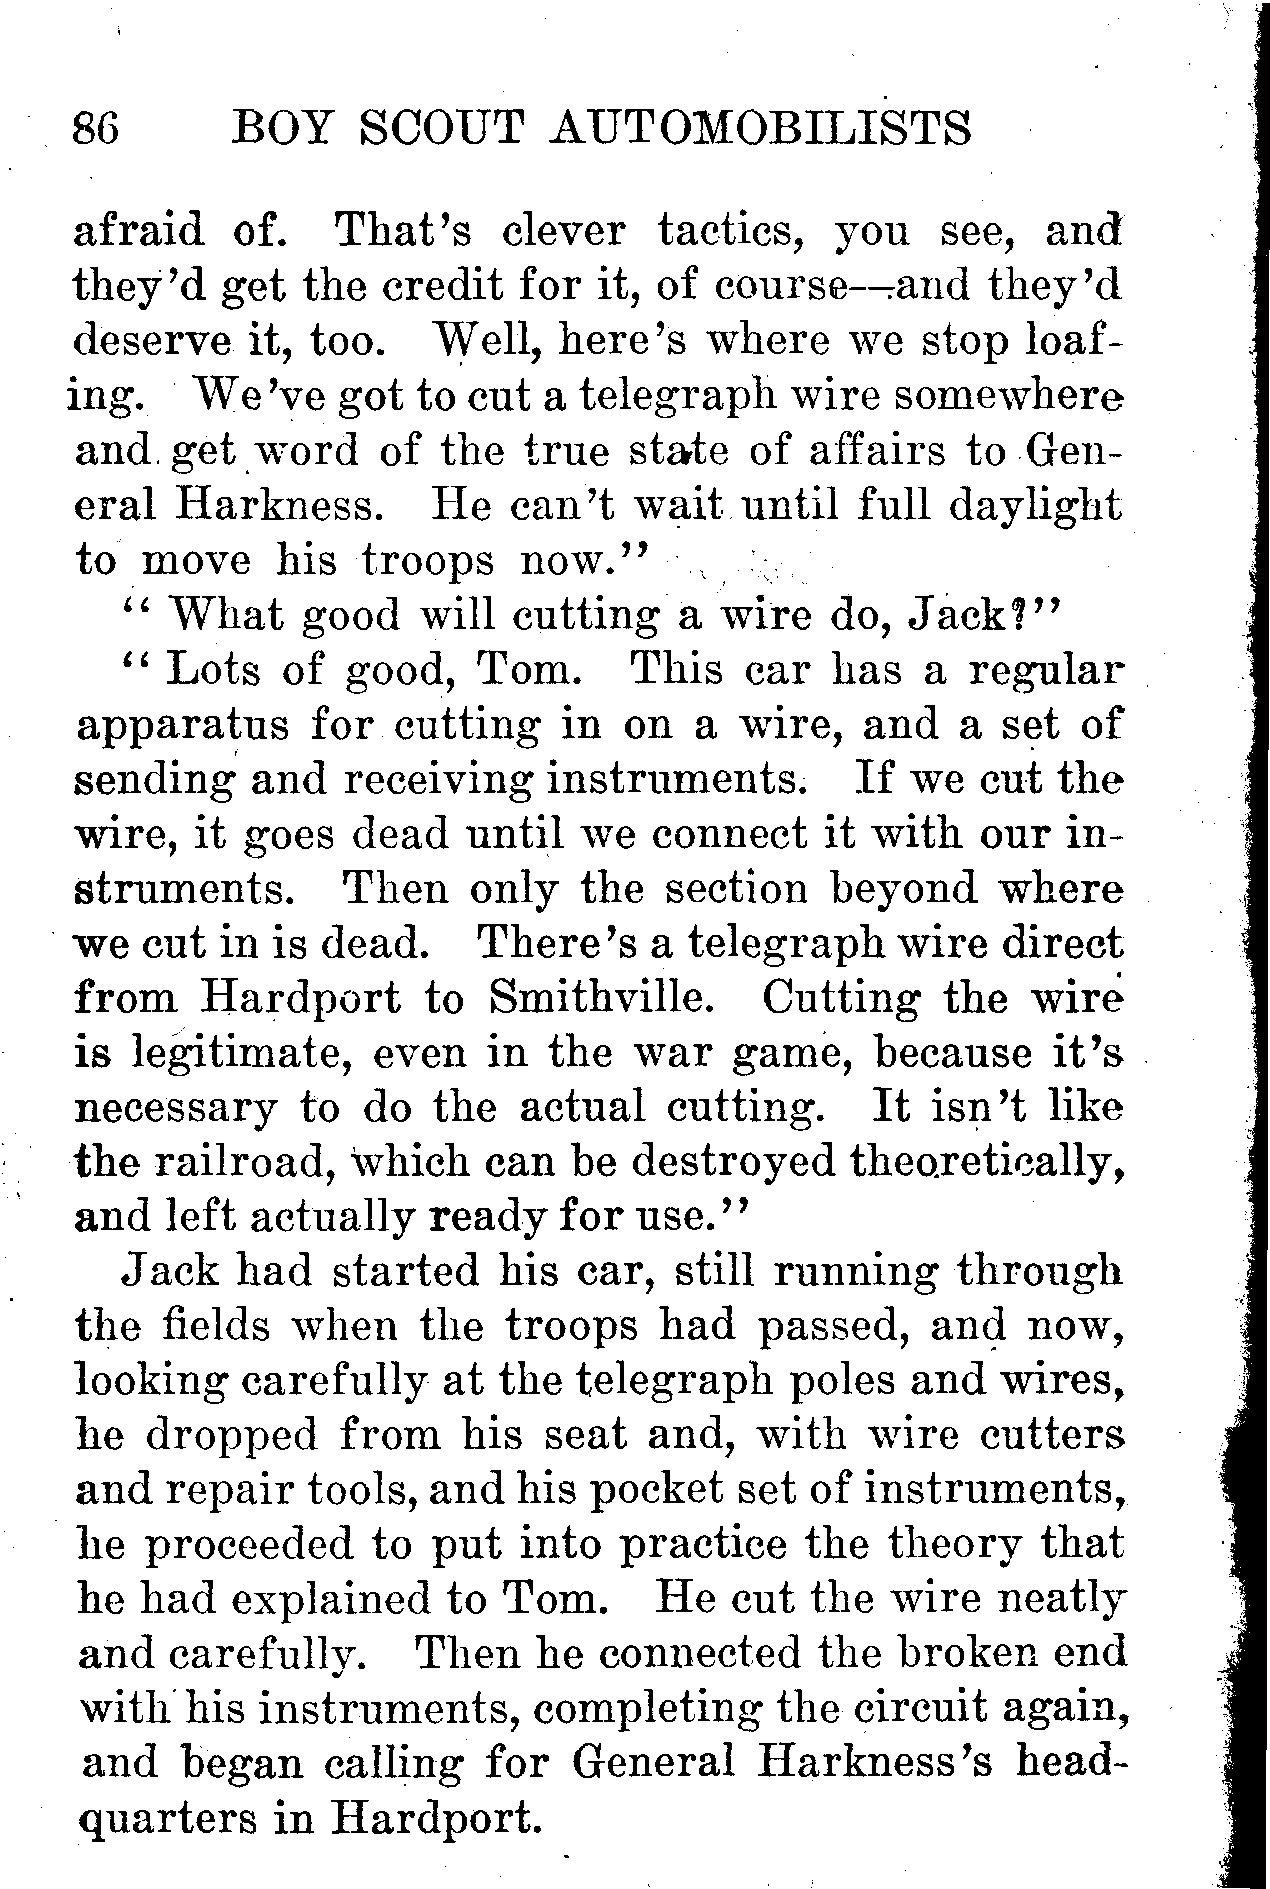 86 BOY SCOUT AUTOMOBILISTS
afraid of. That's clever tactics, you see, and
they'd get the credit for it, of course—and they'd
deserve it, too. Well, here's where we stop loaf-
ing. We've got to cut a telegraph wire somewhere
and get word of the true state of affairs to Gen-
eral Harkness. He can't wait until full daylight
to move his troops now."
"What good will cutting a wire do, Jack?"
"Lots of good, Tom. This car has a regular
apparatus for cutting in on a wire, and a set of
sending and receiving instruments. If we cut the
wire, it goes dead until we connect it with our in-
struments. Then only the section beyond where
we cut in is dead. There's a telegraph wire direct
from Hardport to Smithville. Cutting the wire
is legitimate, even in the war game, because it's
necessary to do the actual cutting. It isn't like
the railroad, which can be destroyed theoretically,
and left actually ready for use."
Jack had started his car, still running through
the fields when the troops had passed, and now,
looking carefully at the telegraph poles and wires,
he dropped from his seat and, with wire cutters
and repair tools, and his pocket set of instruments,
he proceeded to put into practice the theory that
he had explained to Tom. He cut the wire neatly
and carefully. Then he connected the broken end
with his instruments, completing the circuit again,
and began calling for General Harkness's head-
quarters in Hardport.